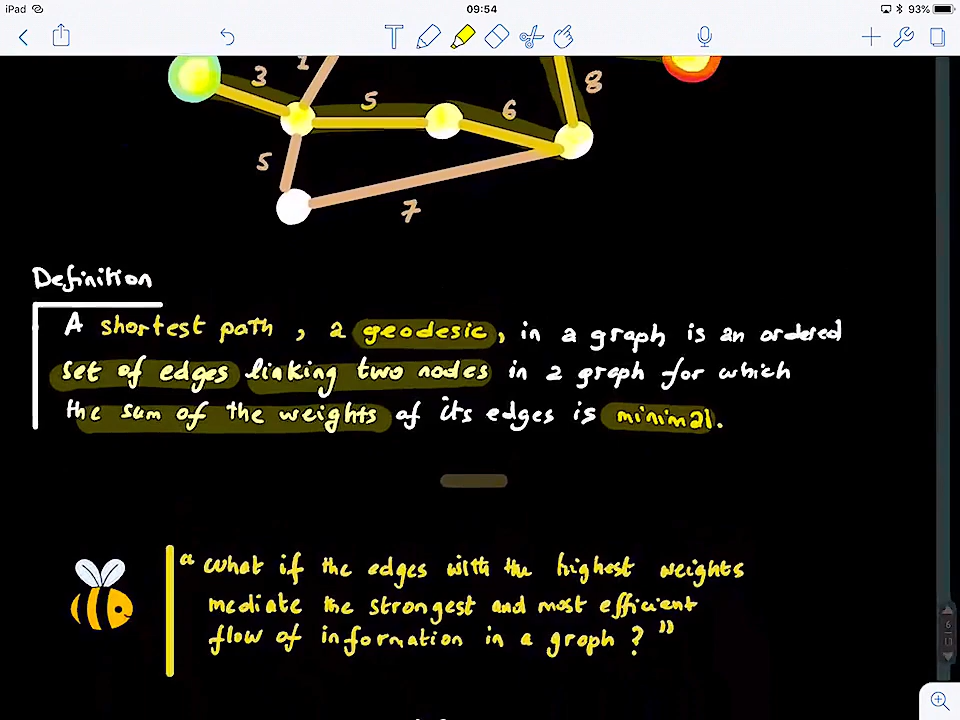 iPad
09:54
93%
3
1
5
6
8
5
7
Definition
A shortest path, a geodesic, in a graph is an ordered
set of edges linking two nodes in a graph for which
the sum of the weights of its edges is minimal.
"What if the edges with the highest weights
mediate the strongest and most efficient
flow of information in a graph?"
6